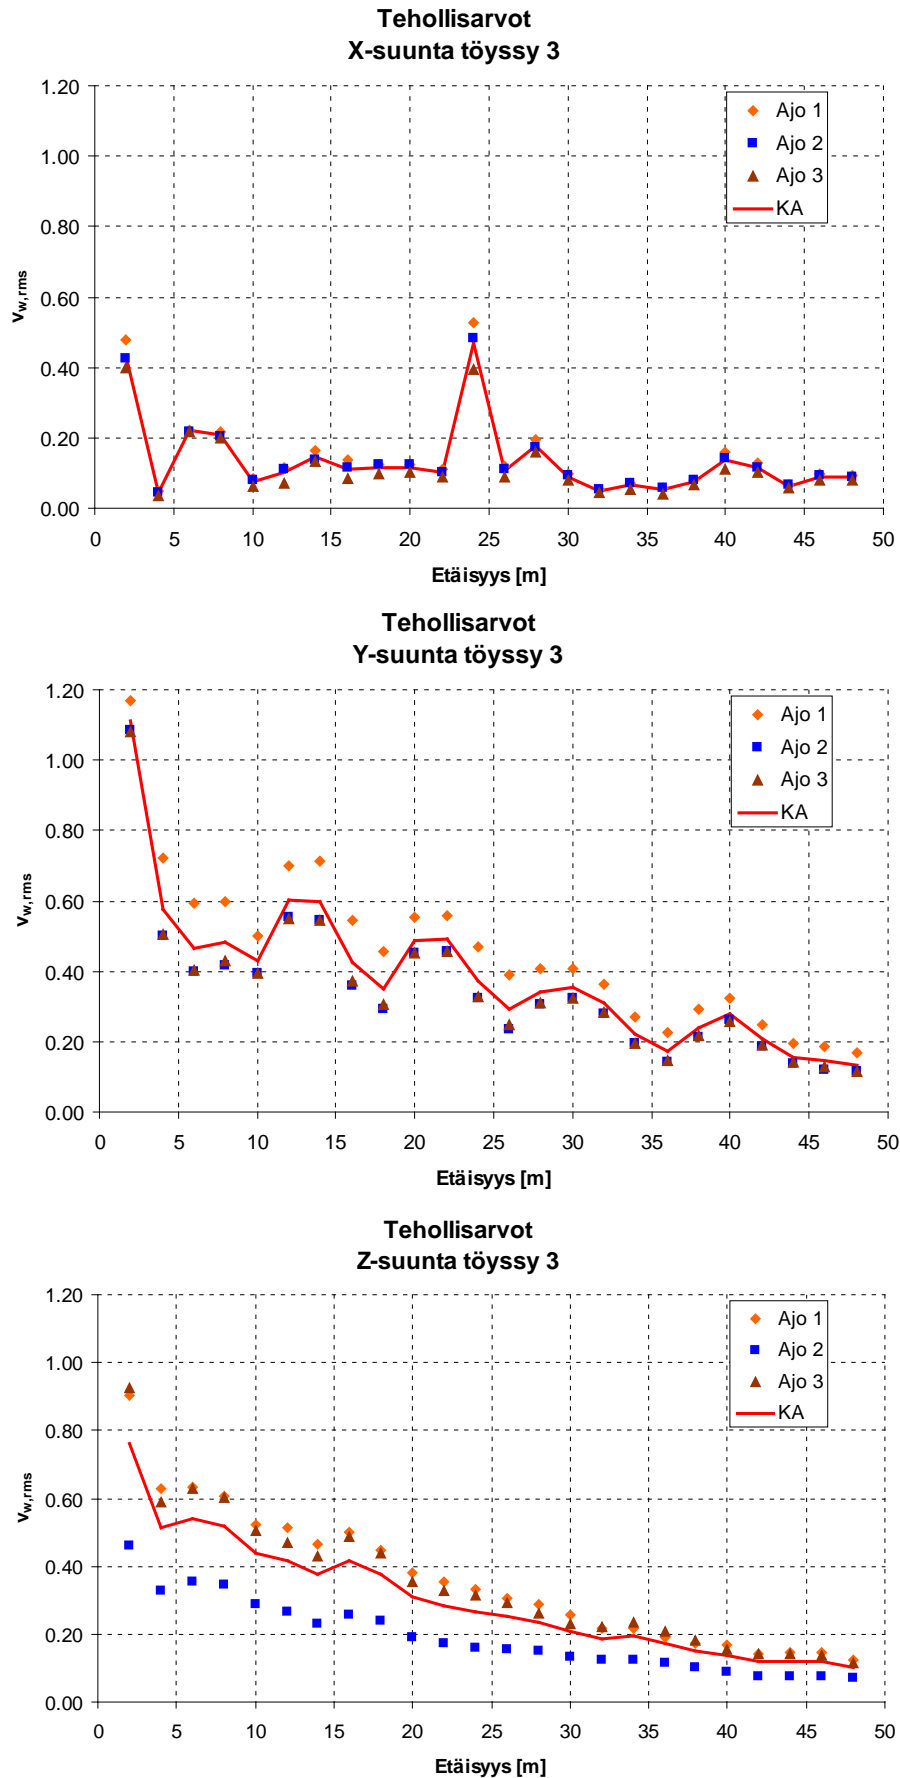 Tehollisarvot
X-suunta töyssy 3
1.20
1.00
0.80
0.60
0.40
0.20
0.00
v w,rms
Ajo 1
Ajo 2
Ajo 3
KA
0 5 10 15 20 25 30 35 40 45 50
Etäisyys [m]
Tehollisarvot
Y-suunta töyssy 3
1.20
1.00
0.80
0.60
0.40
0.20
0.00
v w,rms
Ajo 1
Ajo 2
Ajo 3
KA
0 5 10 15 20 25 30 35 40 45 50
Etäisyys [m]
Tehollisarvot
Z-suunta töyssy 3
1.20
1.00
0.80
0.60
0.40
0.20
0.00
v w,rms
Ajo 1
Ajo 2
Ajo 3
KA
0 5 10 15 20 25 30 35 40 45 50
Etäisyys [m]